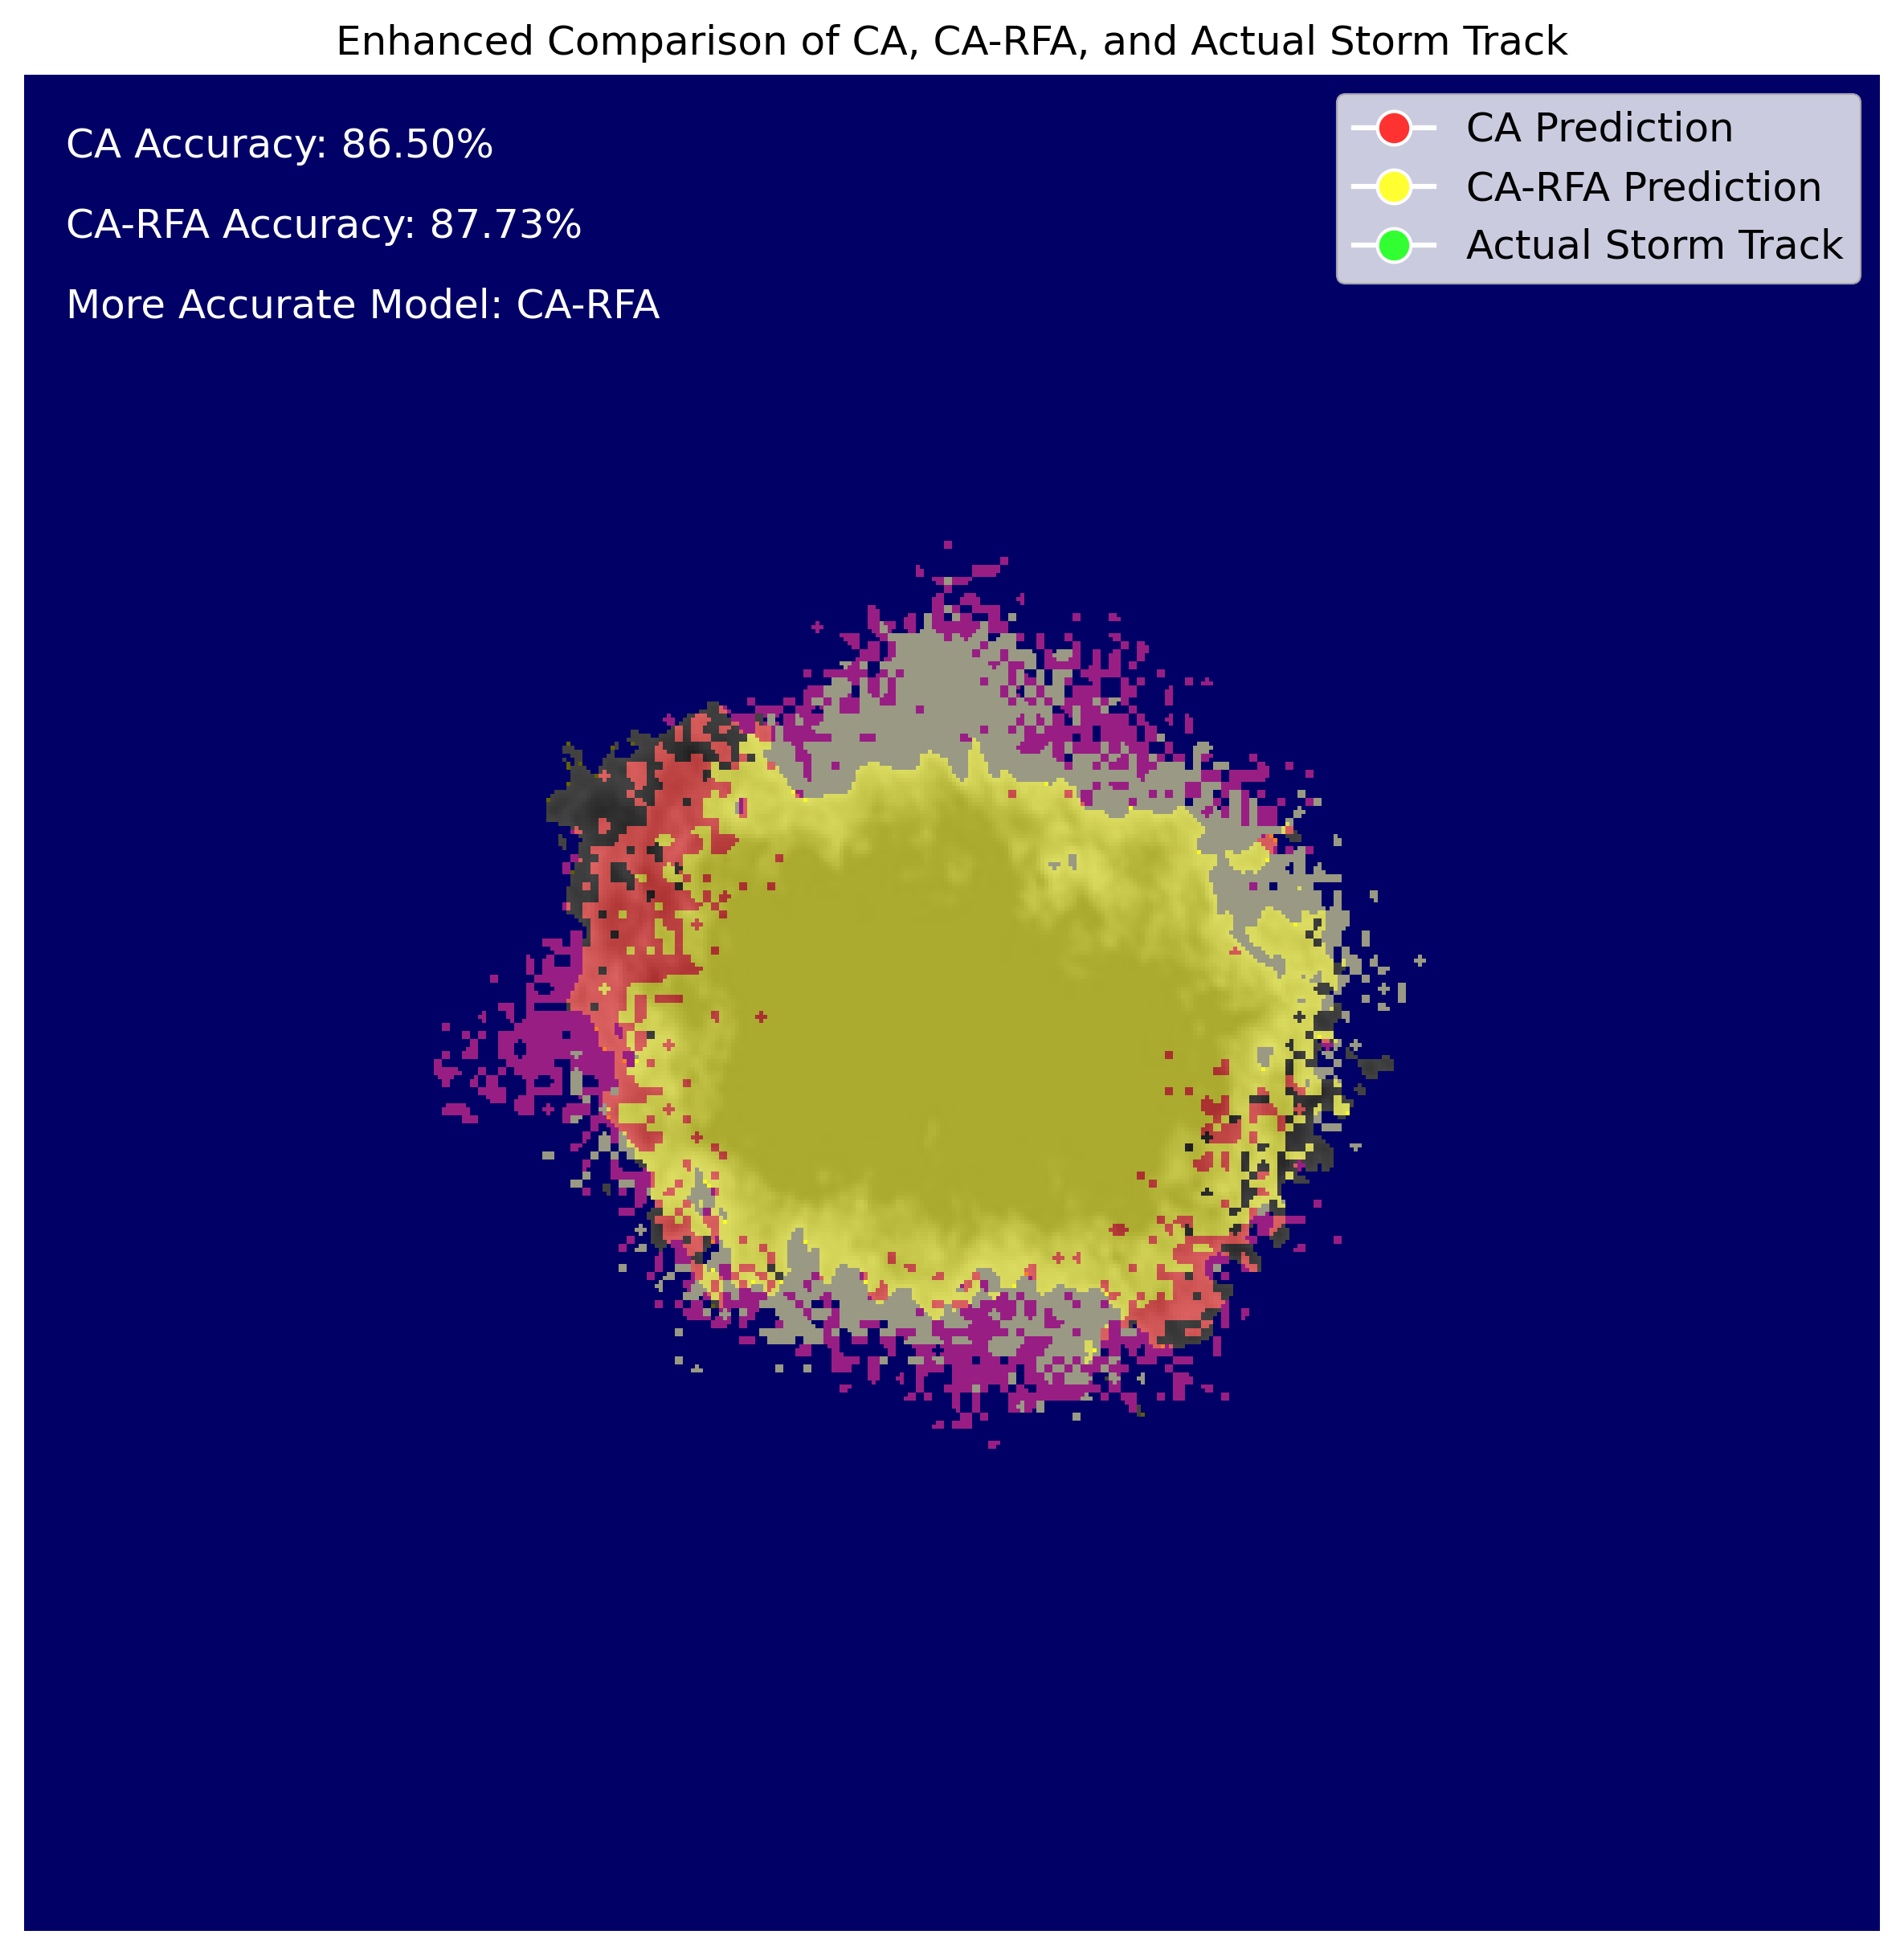 Enhanced Comparison of CA, CA-RFA, and Actual Storm Track
CA Accuracy: 86.50%
CA-RFA Accuracy: 87.73%
More Accurate Model: CA-RFA
CA Prediction
CA-RFA Prediction
Actual Storm Track